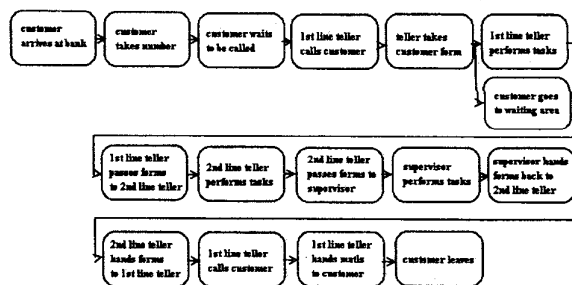 customer
arrives at bank
customer
takes number
customer waits
to be called
1st line teller
calls customer
teller takes
customer form
1st line teller
performs tasks
customer goes
to waiting area
1st line teller
passes forms
to 2nd line teller
2nd line teller
performs tasks
2nd line teller
passes forms to
supervisor
supervisor
performs tasks
supervisor hands
forms back to
2nd line teller
2nd line teller
hands forms
to 1st line teller
1st line teller
calls customer
1st line teller
hands
to customer
customer leaves